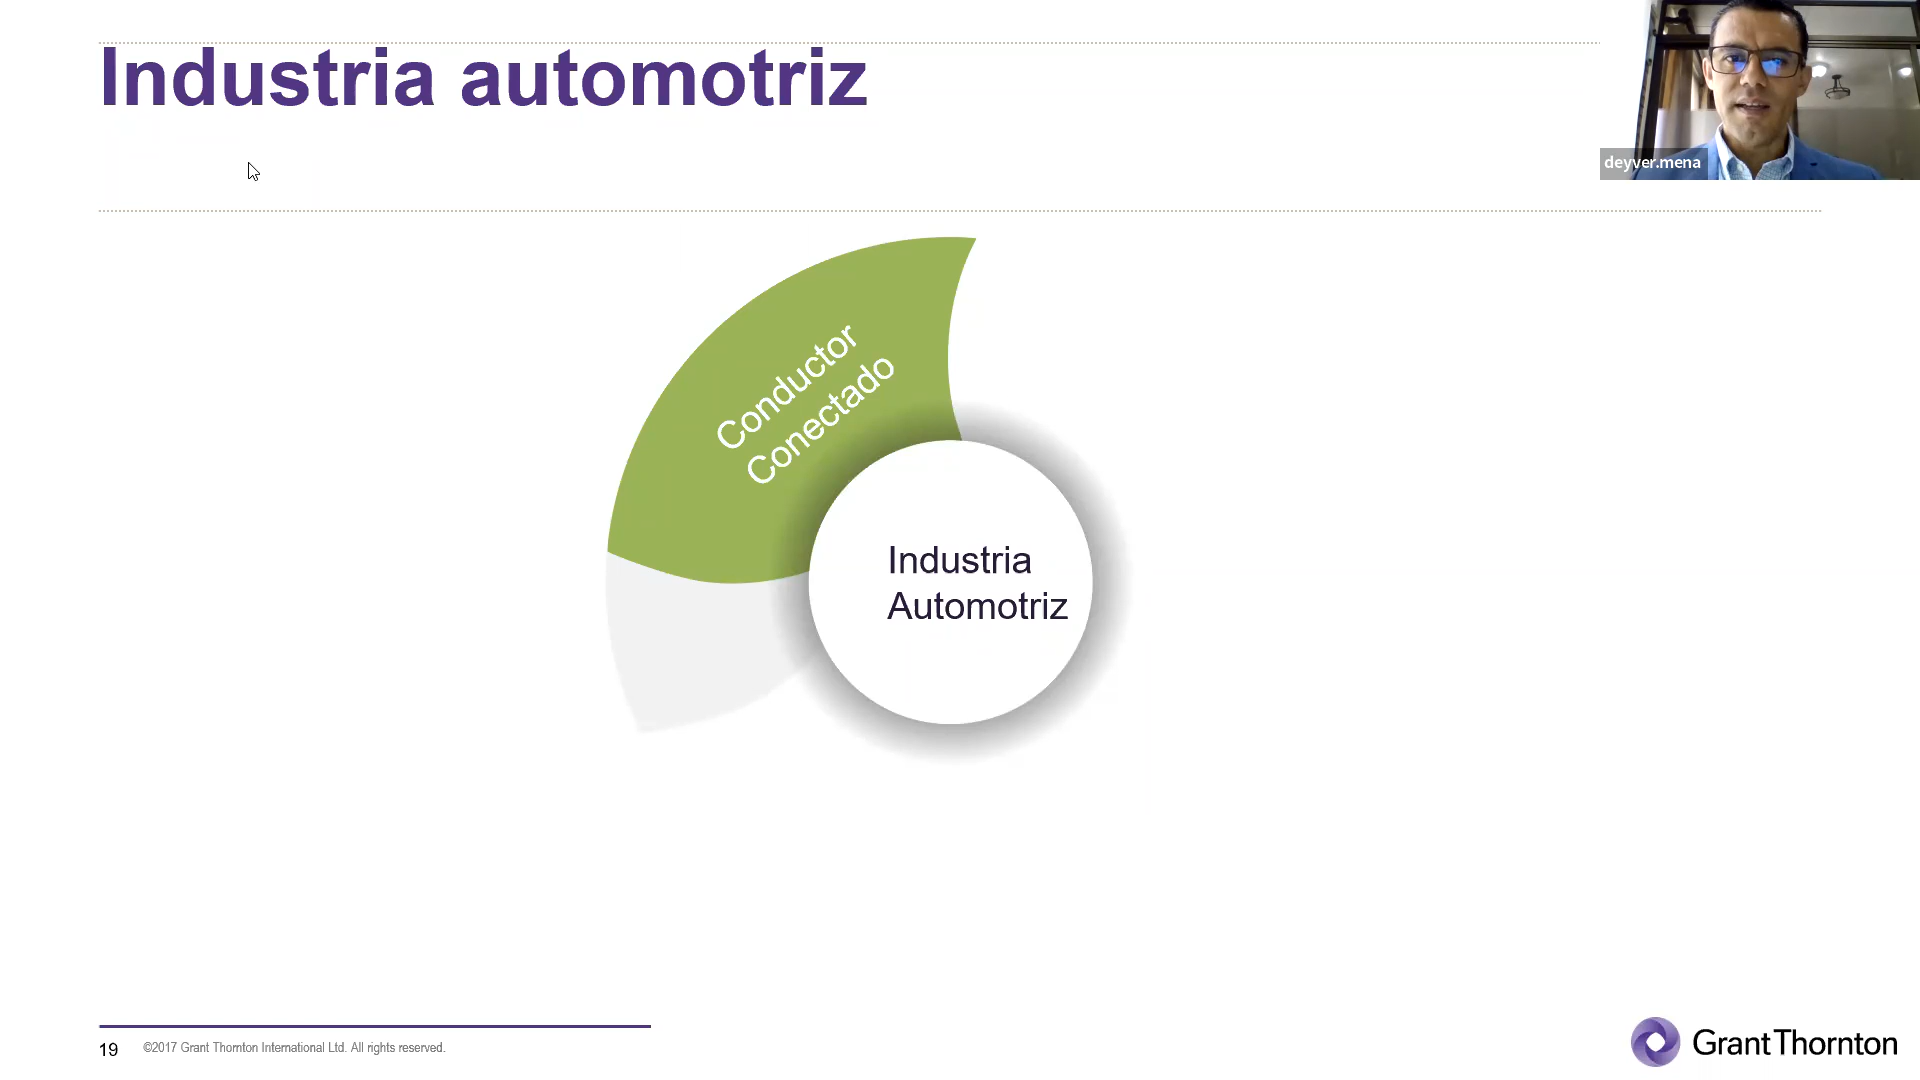 Industria automotriz
deyver.mena
Conductor
Conectado
Industria
Automotriz
19
©2017 Grant Thornton International Ltd. All rights reserved.
Grant Thornton